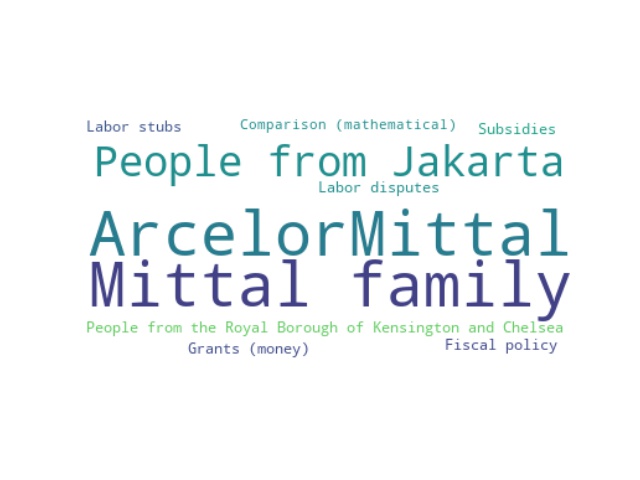 Labor stubs
Comparison (mathematical)
Subsidies
People from Jakarta
Labor disputes
ArcelorMittal
Mittal family
People from the Royal Borough of Kensington and Chelsea
Grants (money)
Fiscal policy